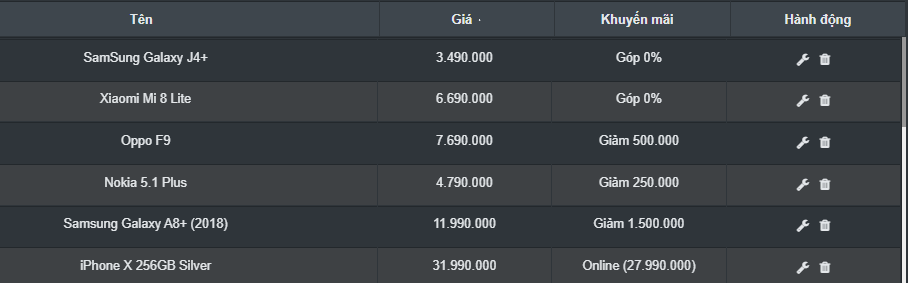 Tên Giá Khuyến mãi Hành động
SamSung Galaxy J4+ 3.490.000 Góp 0%
Xiaomi Mi 8 Lite 6.690.000 Góp 0%
Oppo F9 7.690.000 Giảm 500.000
Nokia 5.1 Plus 4.790.000 Giảm 250.000
Samsung Galaxy A8+ (2018) 11.990.000 Giảm 1.500.000
iPhone X 256GB Silver 31.990.000 Online (27.990.000)